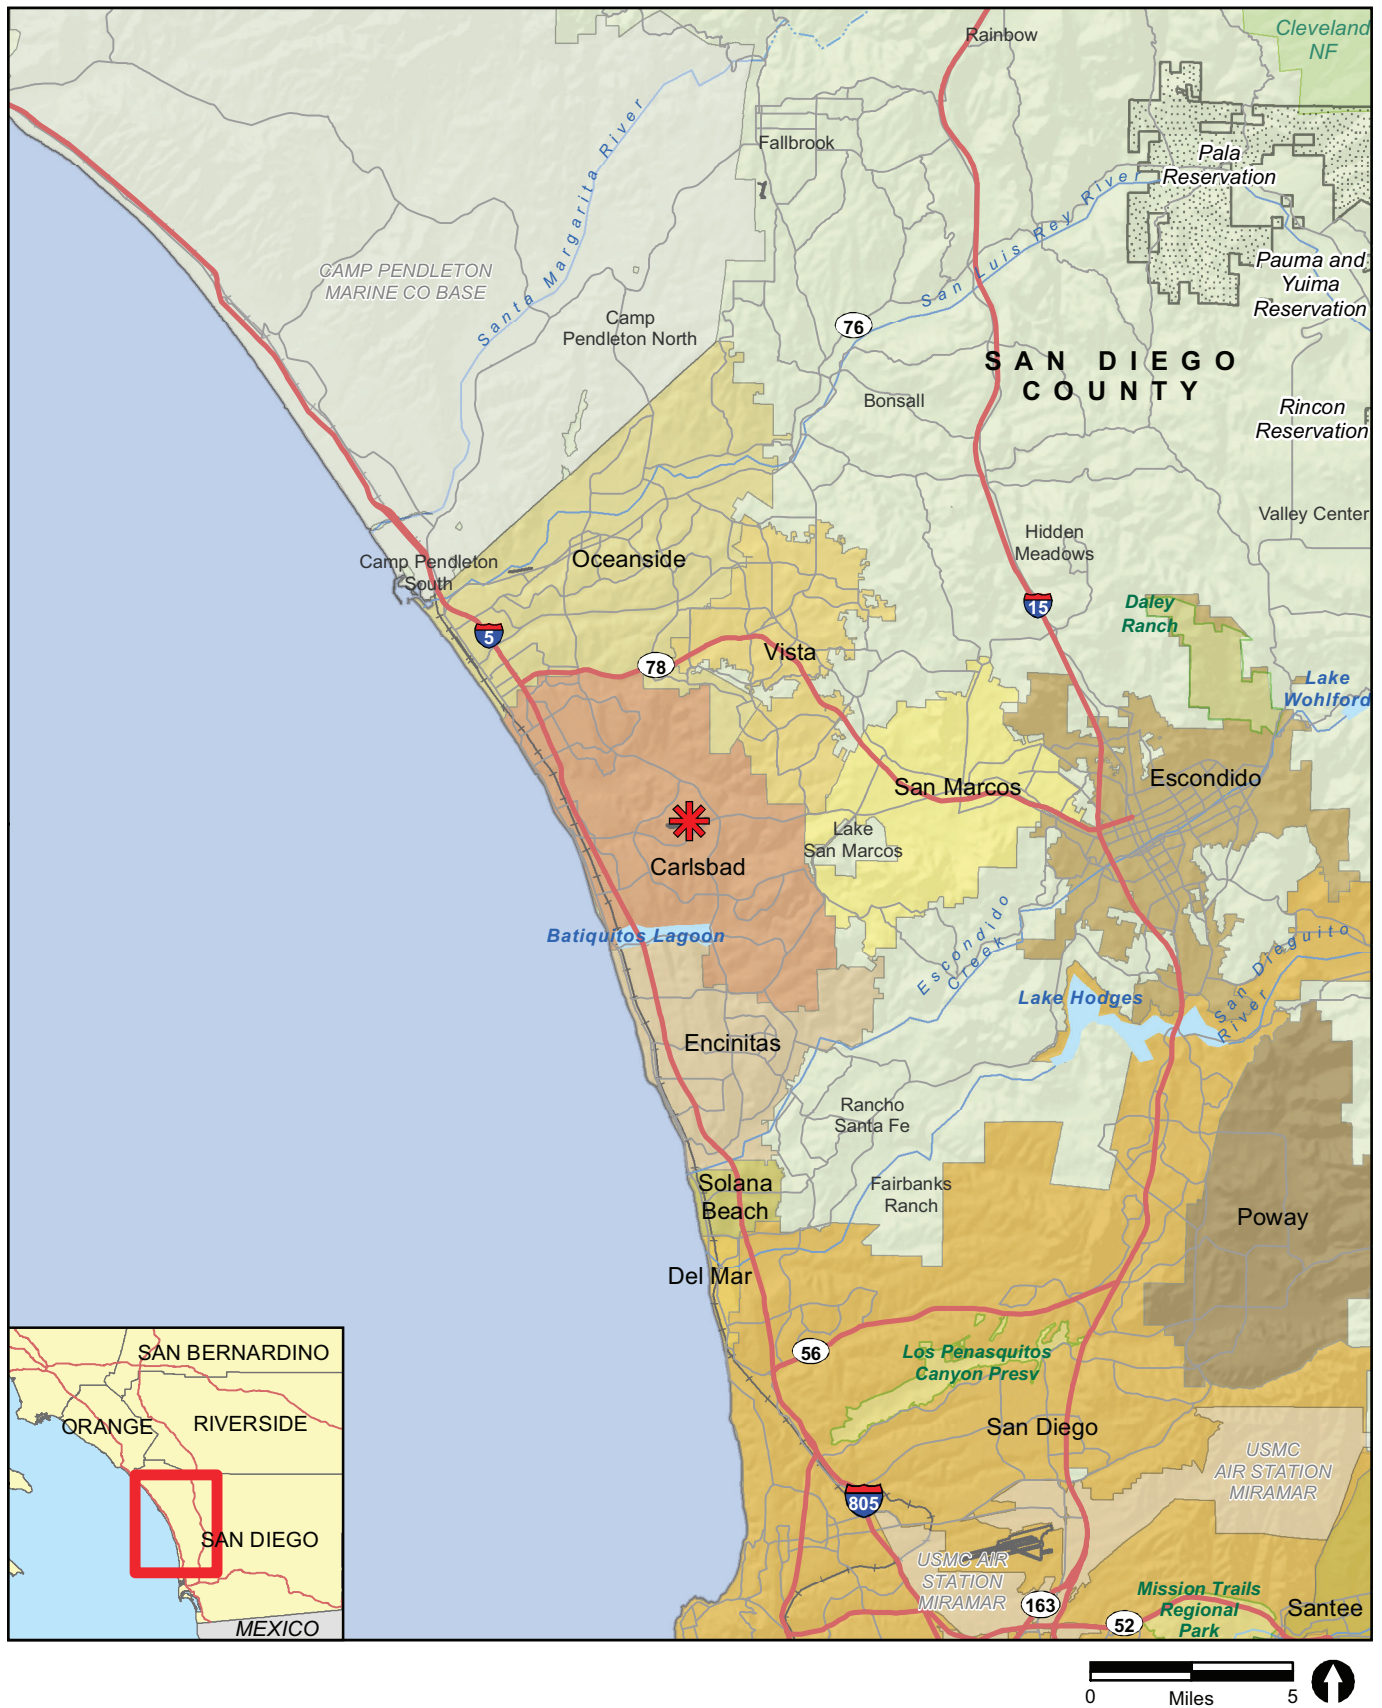 Rainbow
Cleveland
NF
Fallbrook
Pala
Reservation
Santa Margarita River
San Luis Rey River
CAMP PENDLETON
MARINE CO BASE
Pauma and
Yuima
Reservation
Camp
Pendleton North
76
SAN DIEGO
COUNTY
Bonsall
Rincon
Reservation
Valley Center
Hidden
Meadows
Camp Pendleton
South
Oceanside
15
Daley
Ranch
5
78
Vista
Lake
Wohlford
San Marcos
Escondido
Lake
San Marcos
Carlsbad
Batiquitos Lagoon
Escondido
Creek
San Dieguito
River
Lake Hodges
Encinitas
Rancho
Santa Fe
Solana
Beach
Fairbanks
Ranch
Poway
Del Mar
56
Los Penasquitos
Canyon Presv
San Diego
USMC
AIR STATION
MIRAMAR
805
USMC AIR
STATION
MIRAMAR
163
52
Mission Trails
Regional
Park
Santee
SAN BERNARDINO
ORANGE
RIVERSIDE
SAN DIEGO
MEXICO
0
Miles
5